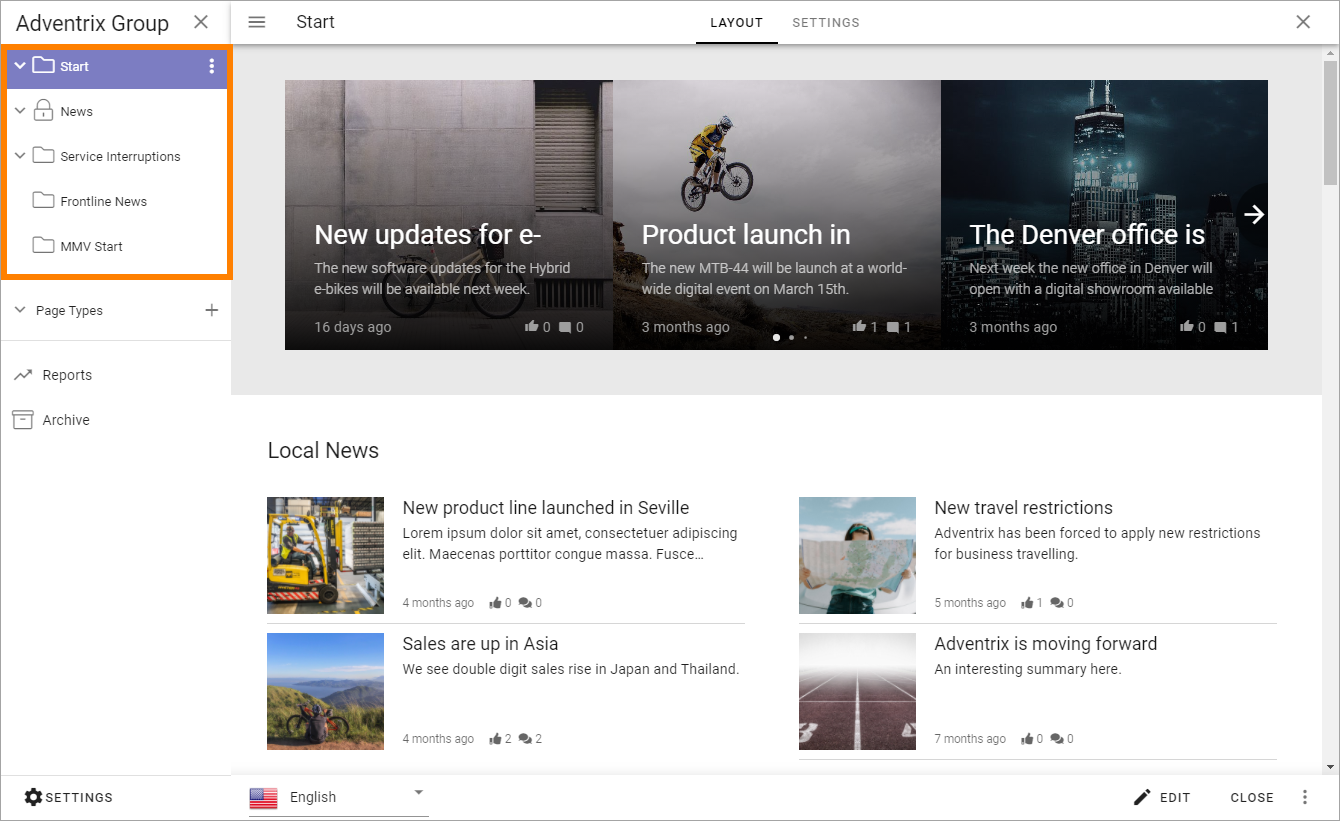 Adventrix Group
Start
News
Service Interruptions
Frontline News
MMV Start
Page Types
Reports
Archive
SETTINGS
Start
LAYOUT
SETTINGS
New updates for e-
The new software updates for the Hybrid
e-bikes will be available next week.
16 days ago
0
0
Product launch in
The new MTB-44 will be launch at a world-
wide digital event on March 15th.
3 months ago
1
1
The Denver office is
Next week the new office in Denver will
open with a digital showroom available
3 months ago
0
1
Local News
New product line launched in Seville
Lorem ipsum dolor sit amet, consectetuer adipiscing
elit. Maecenas porttitor congue massa. Fusce…
4 months ago
0
0
New travel restrictions
Adventrix has been forced to apply new restrictions
for business travelling.
5 months ago
1
0
Sales are up in Asia
We see double digit sales rise in Japan and Thailand.
4 months ago
2
2
Adventrix is moving forward
An interesting summary here.
7 months ago
0
0
English
EDIT
CLOSE